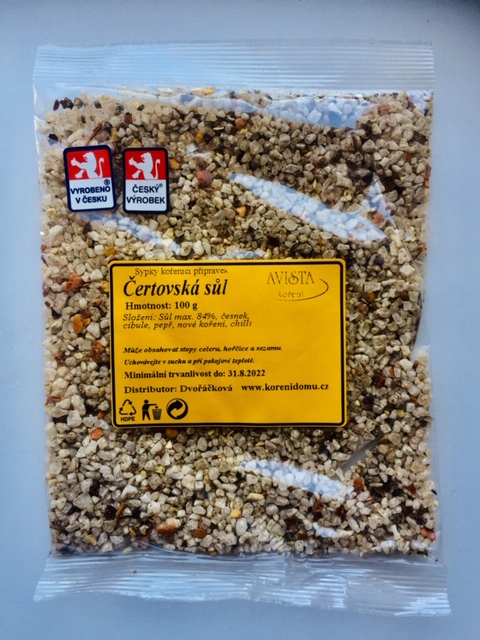 VYROBENO®
V ČESKU
ČESKÝ®
VÝROBEK
Sypký kořenící přípravek
Čertovská sůl
AVISTA
koření
Hmotnost: 100 g
Složení: Sůl max. 84%, česnek,
cibule, pepř, nové koření, chilli
Může obsahovat stopy celeru, hořčice a sezamu.
Uchovávejte v suchu a při pokojové teplotě.
Minimální trvanlivost do: 31.8.2022
Distributor: Dvořáčková www.korenidomu.cz
HDPE